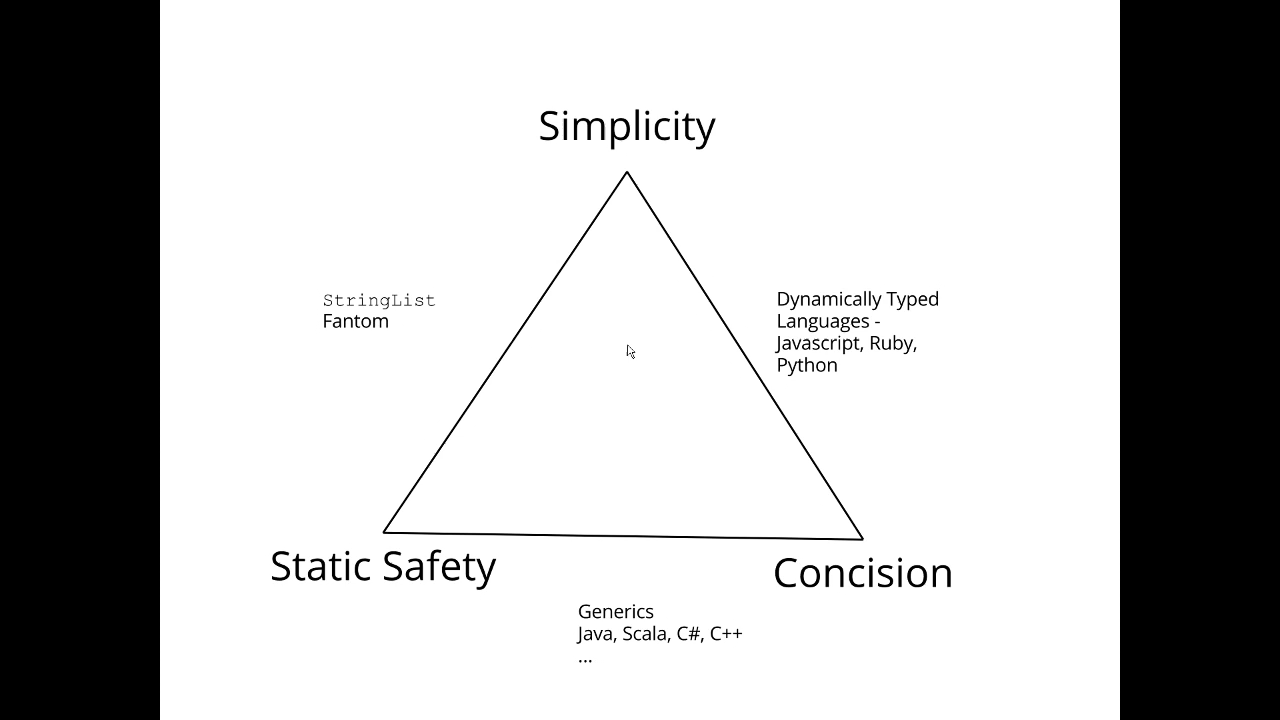 Simplicity
StringList
Fantom
Dynamically Typed
Languages -
Javascript, Ruby,
Python
Static Safety
Concision
Generics
Java, Scala, C#, C++
...